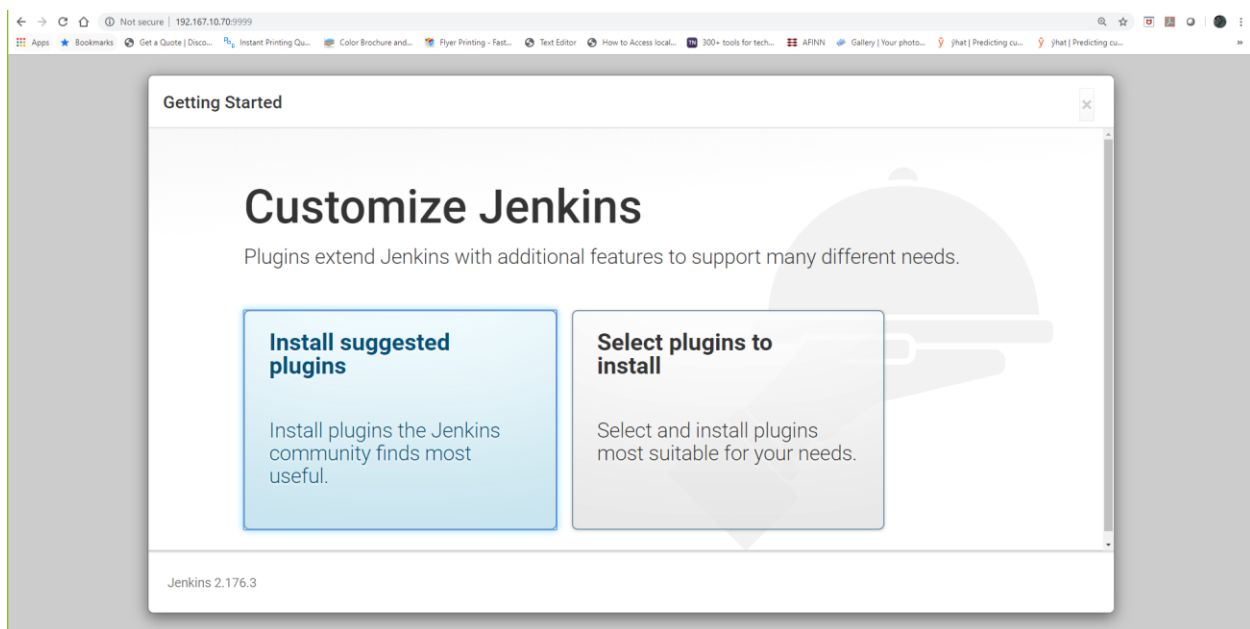 Not secure | 192.167.10.70:9999
Apps Bookmarks Get a Quote | Disco... Instant Printing Qu... Color Brochure and... Flyer Printing - Fast... Text Editor How to Access local... TN 300+ tools for tech... AFINN Gallery | Your photo... ŷhat | Predicting cu... ŷhat | Predicting cu... »
Getting Started
×
Customize Jenkins
Plugins extend Jenkins with additional features to support many different needs.
Install suggested
plugins
Install plugins the Jenkins
community finds most
useful.
Select plugins to
install
Select and install plugins
most suitable for your needs.
Jenkins 2.176.3